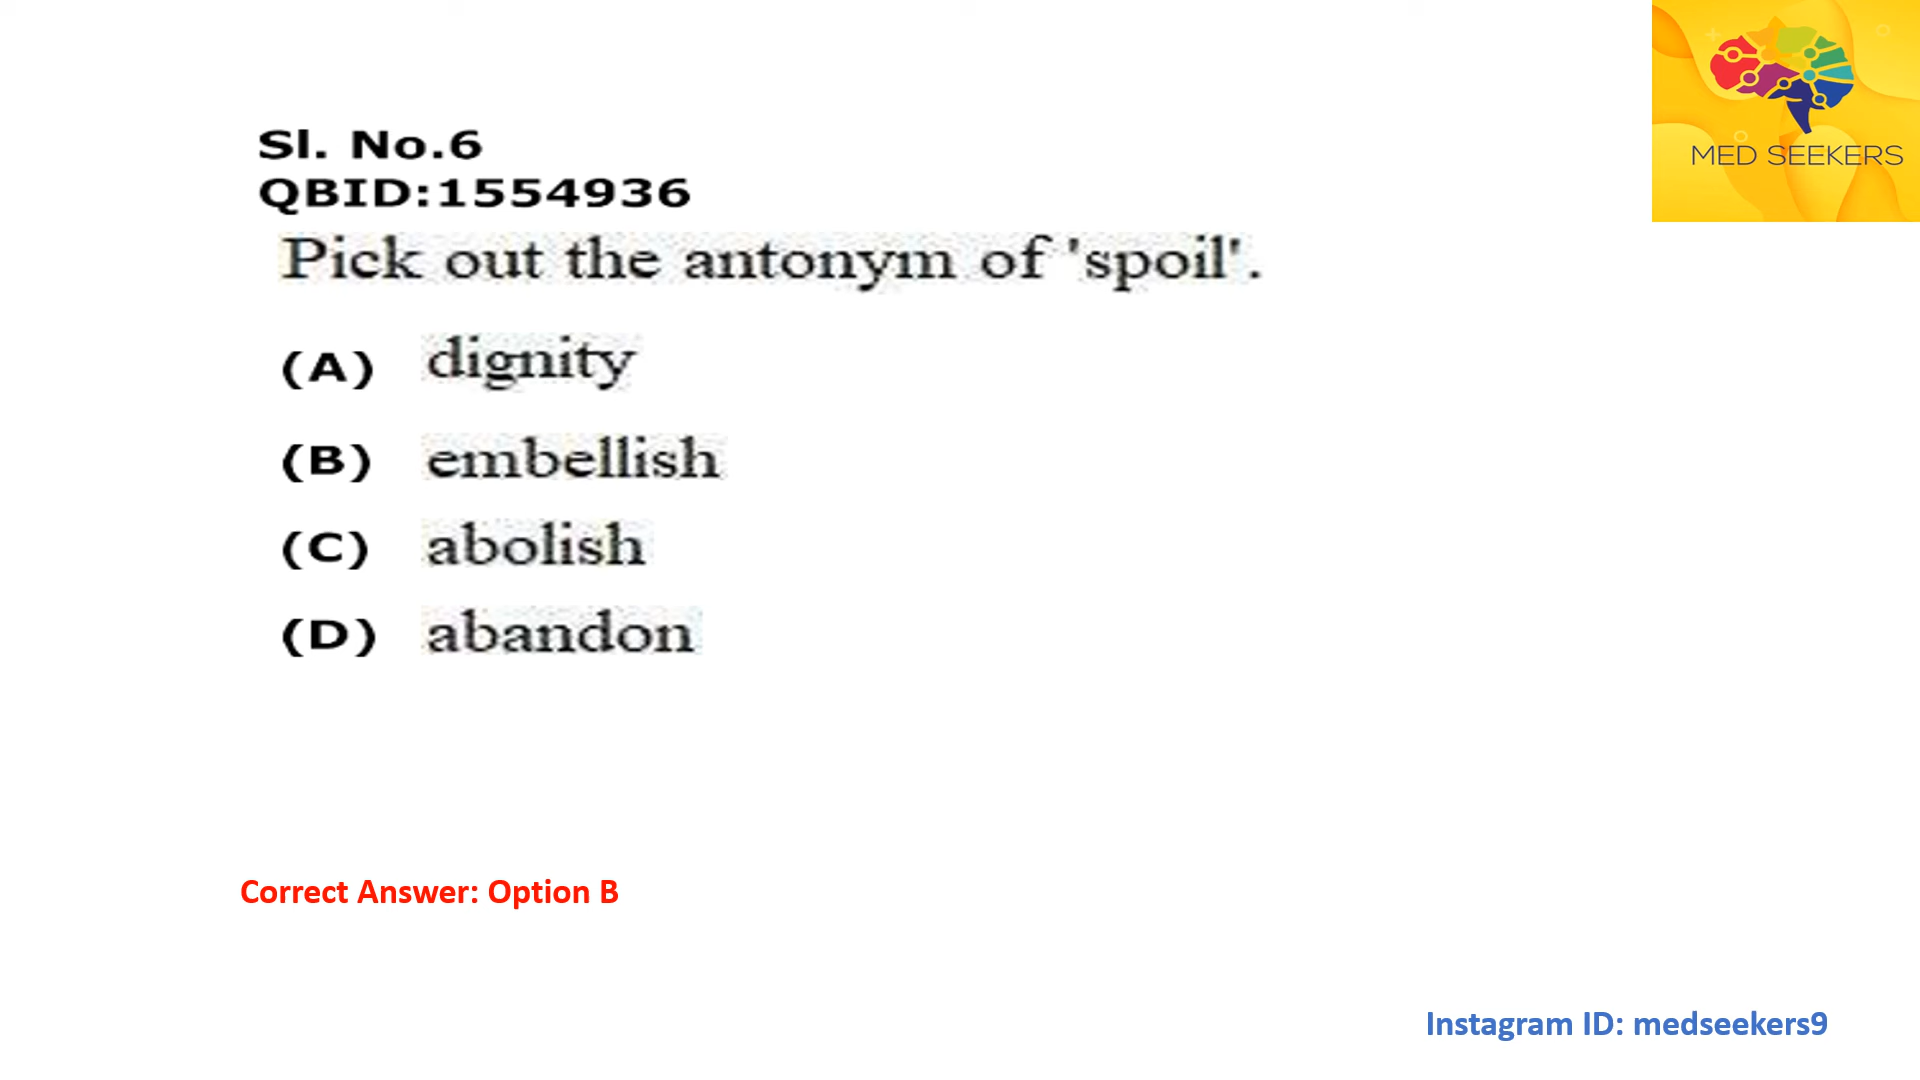 MED SEEKERS
Sl. No.6
QBID:1554936
Pick out the antonym of 'spoil'.
(A) dignity
(B) embellish
(C) abolish
(D) abandon
Correct Answer: Option B
Instagram ID: medseekers9